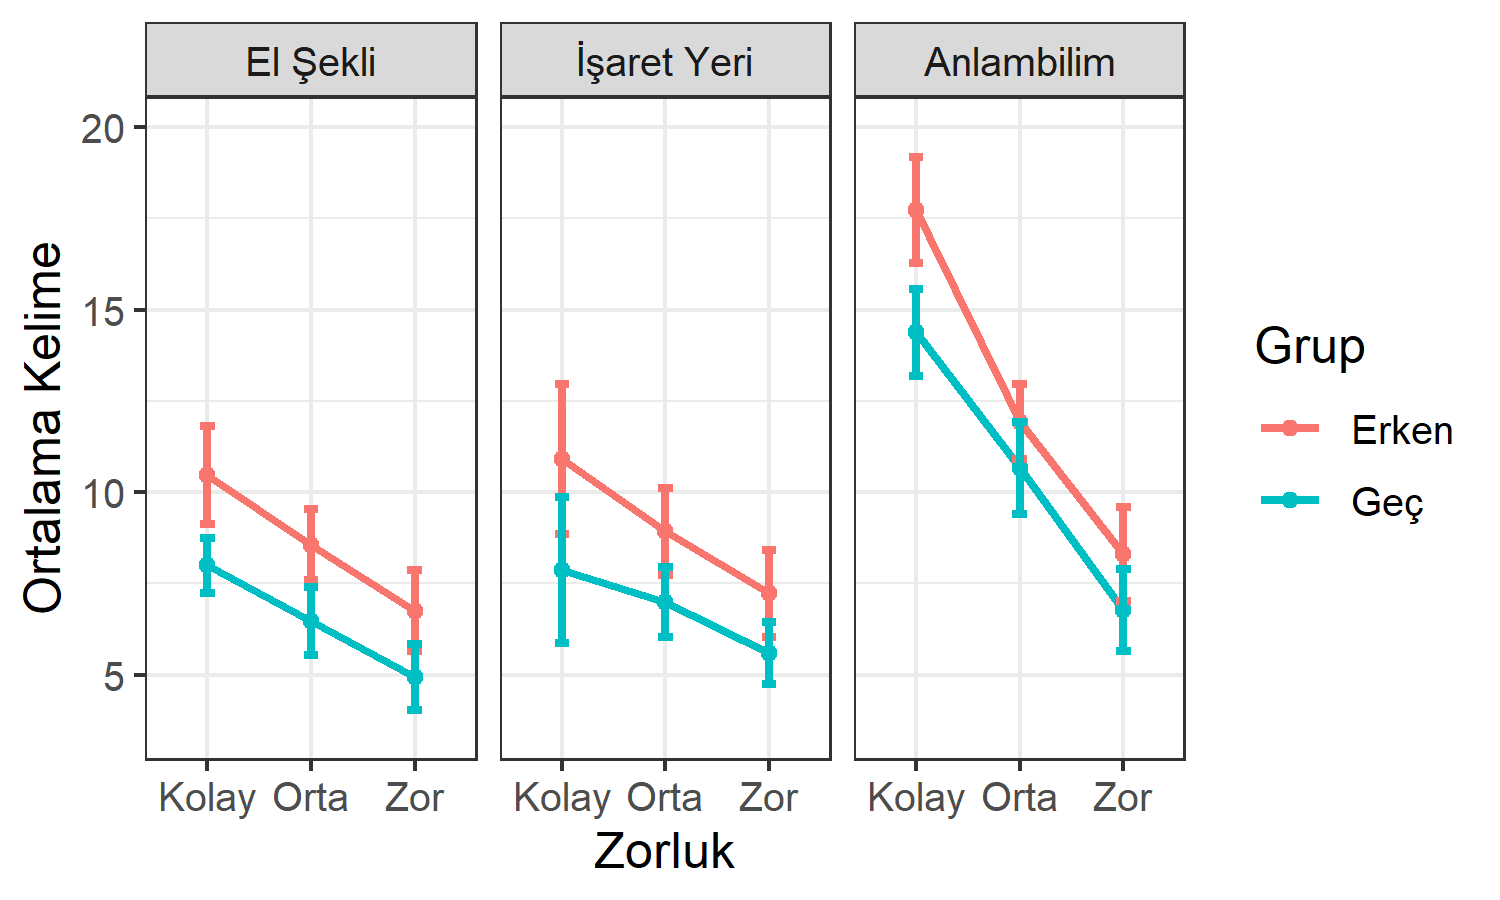 El Şekli İşaret Yeri Anlambilim
20
15
10
5
Ortalama Kelime
Kolay Orta Zor Kolay Orta Zor Kolay Orta Zor
Zorluk
Grup
Erken
Geç